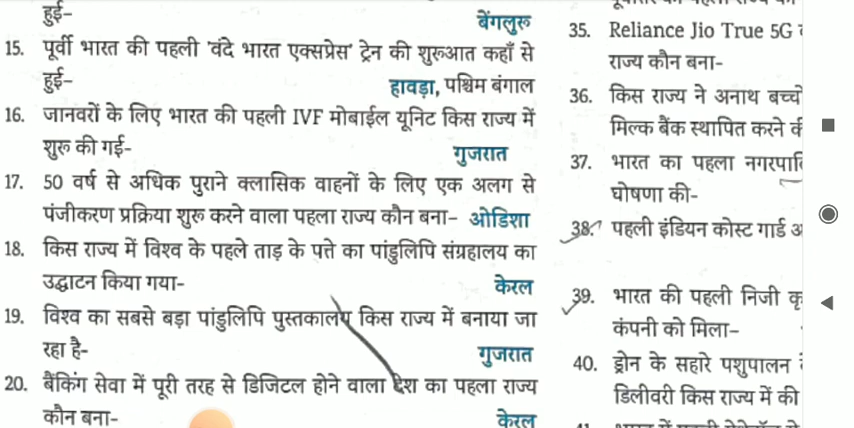 हुई-
बेंगलुरू
15. पूर्वी भारत की पहली 'वंदे भारत एक्सप्रेस' ट्रेन की शुरूआत कहाँ से
हुई- हावड़ा, पश्चिम बंगाल
16. जानवरों के लिए भारत की पहली IVF मोबाईल यूनिट किस राज्य में
शुरू की गई- गुजरात
17. 50 वर्ष से अधिक पुराने क्लासिक वाहनों के लिए एक अलग से
पंजीकरण प्रक्रिया शुरू करने वाला पहला राज्य कौन बना- ओडिशा
18. किस राज्य में विश्व के पहले ताड़ के पत्ते का पांडुलिपि संग्रहालय का
उद्घाटन किया गया- केरल
19. विश्व का सबसे बड़ा पांडुलिपि पुस्तकालय किस राज्य में बनाया जा
रहा है- गुजरात
20. बैंकिंग सेवा में पूरी तरह से डिजिटल होने वाला देश का पहला राज्य
कौन बना- केरल
35. Reliance Jio True 5G
राज्य कौन बना-
36. किस राज्य ने अनाथ बच्चों
मिल्क बैंक स्थापित करने
37. भारत का पहला
घोषणा की-
38. पहली इंडियन कोस्ट गार्ड
39. भारत की पहली निजी
कंपनी को मिला-
40. ड्रोन के सहारे पशुपालन
डिलीवरी किस राज्य में की